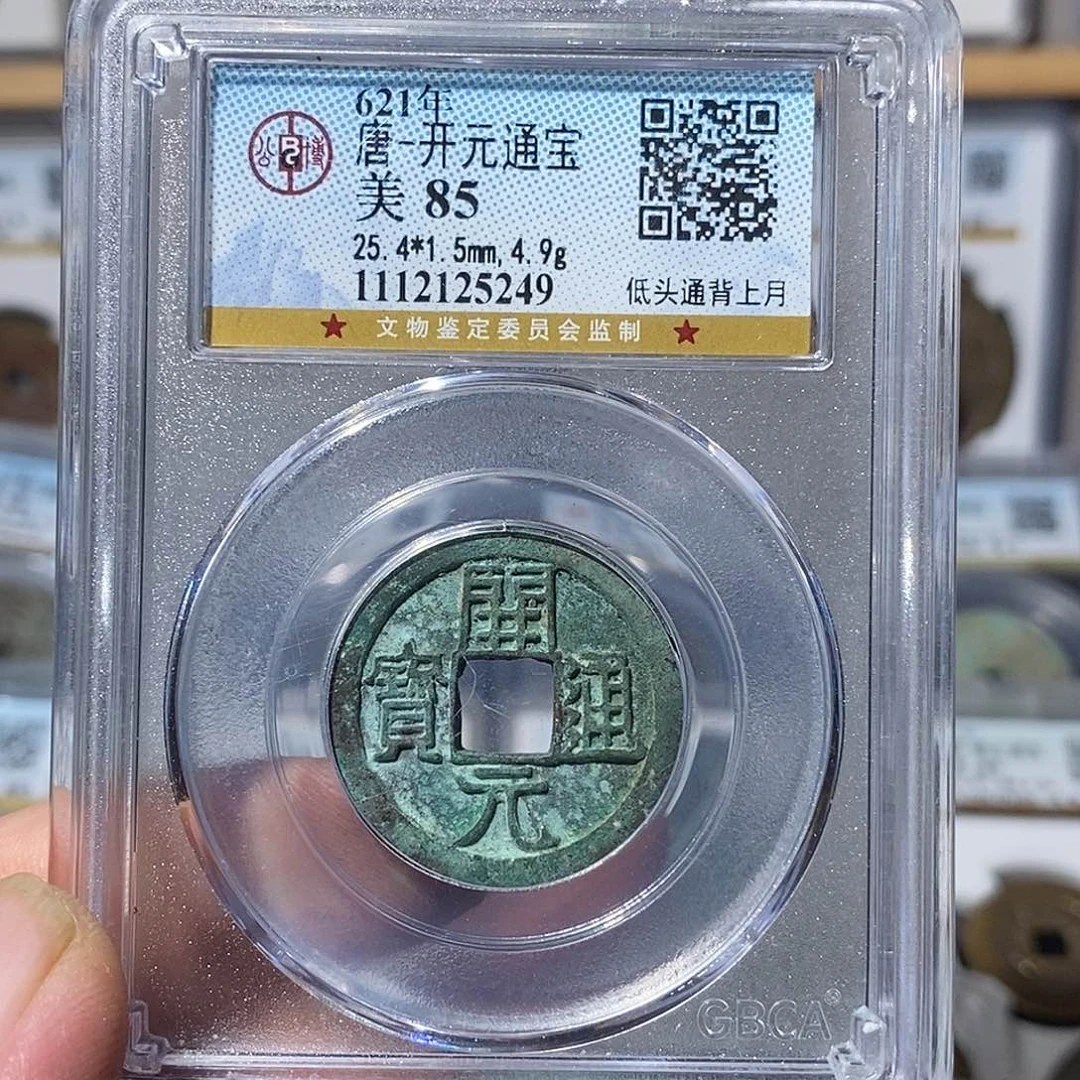 621年
唐-开元通宝
美 85
25.4*1.5mm, 4.9g
1112125249
低头通背上月
公 博
★ 文物鉴定委员会监制 ★
開元通寶
GBCA®